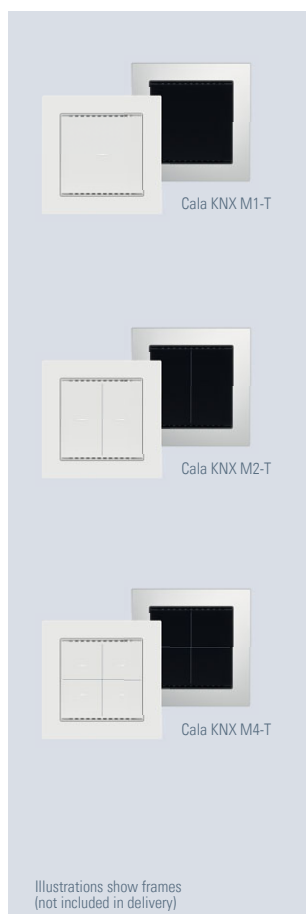 Cala KNX M1-T
Cala KNX M2-T
Cala KNX M4-T
Illustrations show frames
(not included in delivery)